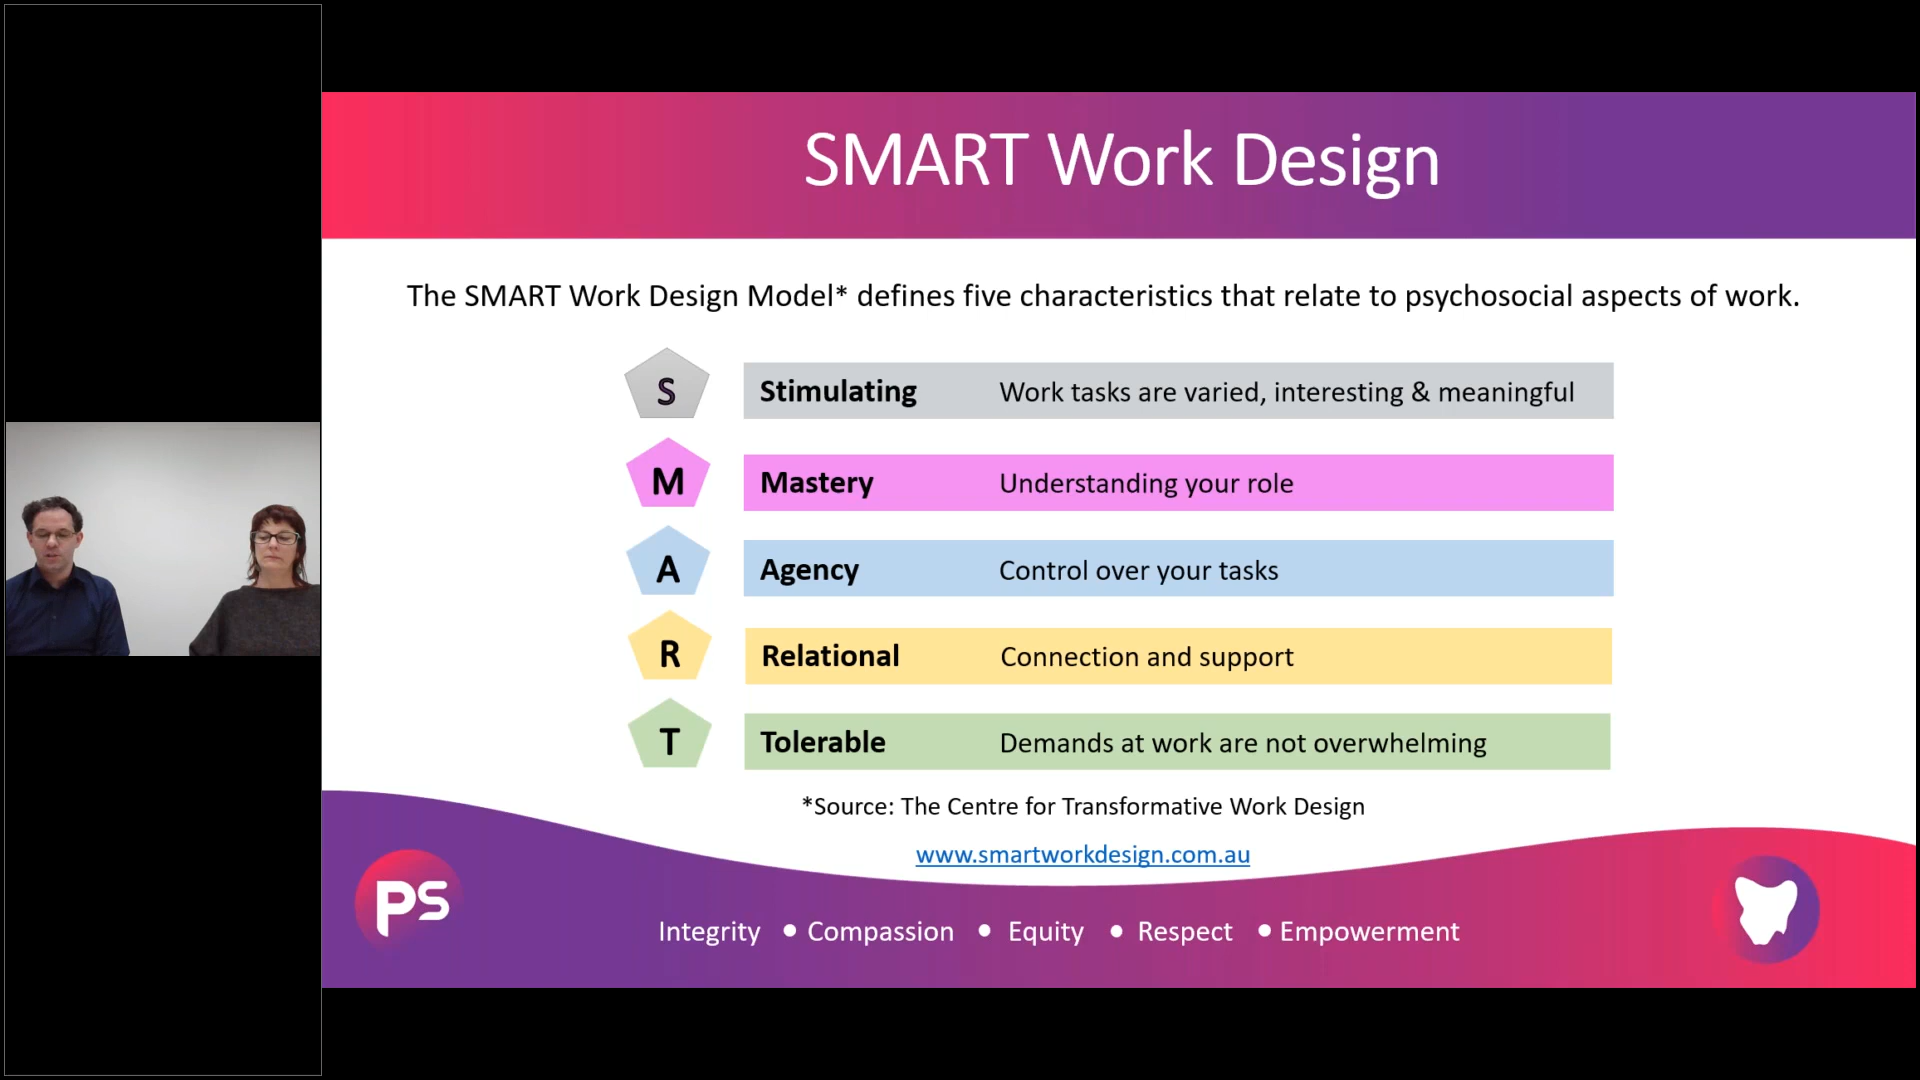 SMART Work Design
The SMART Work Design Model* defines five characteristics that relate to psychosocial aspects of work.
S Stimulating Work tasks are varied, interesting & meaningful
M Mastery Understanding your role
A Agency Control over your tasks
R Relational Connection and support
T Tolerable Demands at work are not overwhelming
*Source: The Centre for Transformative Work Design
www.smartworkdesign.com.au
PS
Integrity • Compassion • Equity • Respect • Empowerment